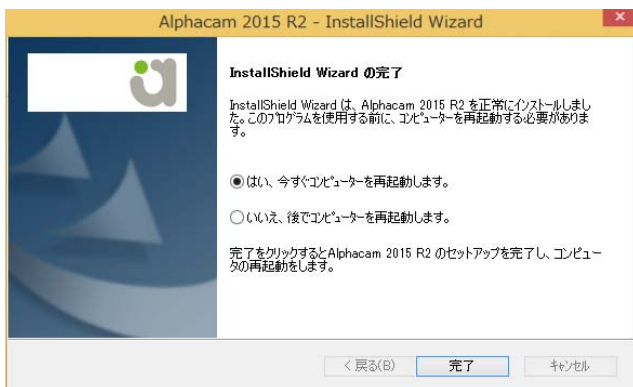 Alphacam 2015 R2 - InstallShield Wizard
InstallShield Wizard の完了
InstallShield Wizard は、Alphacam 2015 R2 を正常にインストールしまし
た。このプログラムを使用する前に、コンピューターを再起動する必要がありま
す。
はい、今すぐコンピューターを再起動します。
いいえ、後でコンピューターを再起動します。
完了をクリックするとAlphacam 2015 R2 のセットアップを完了し、コンピュー
タの再起動をします。
< 戻る(B)
完了
キャンセル